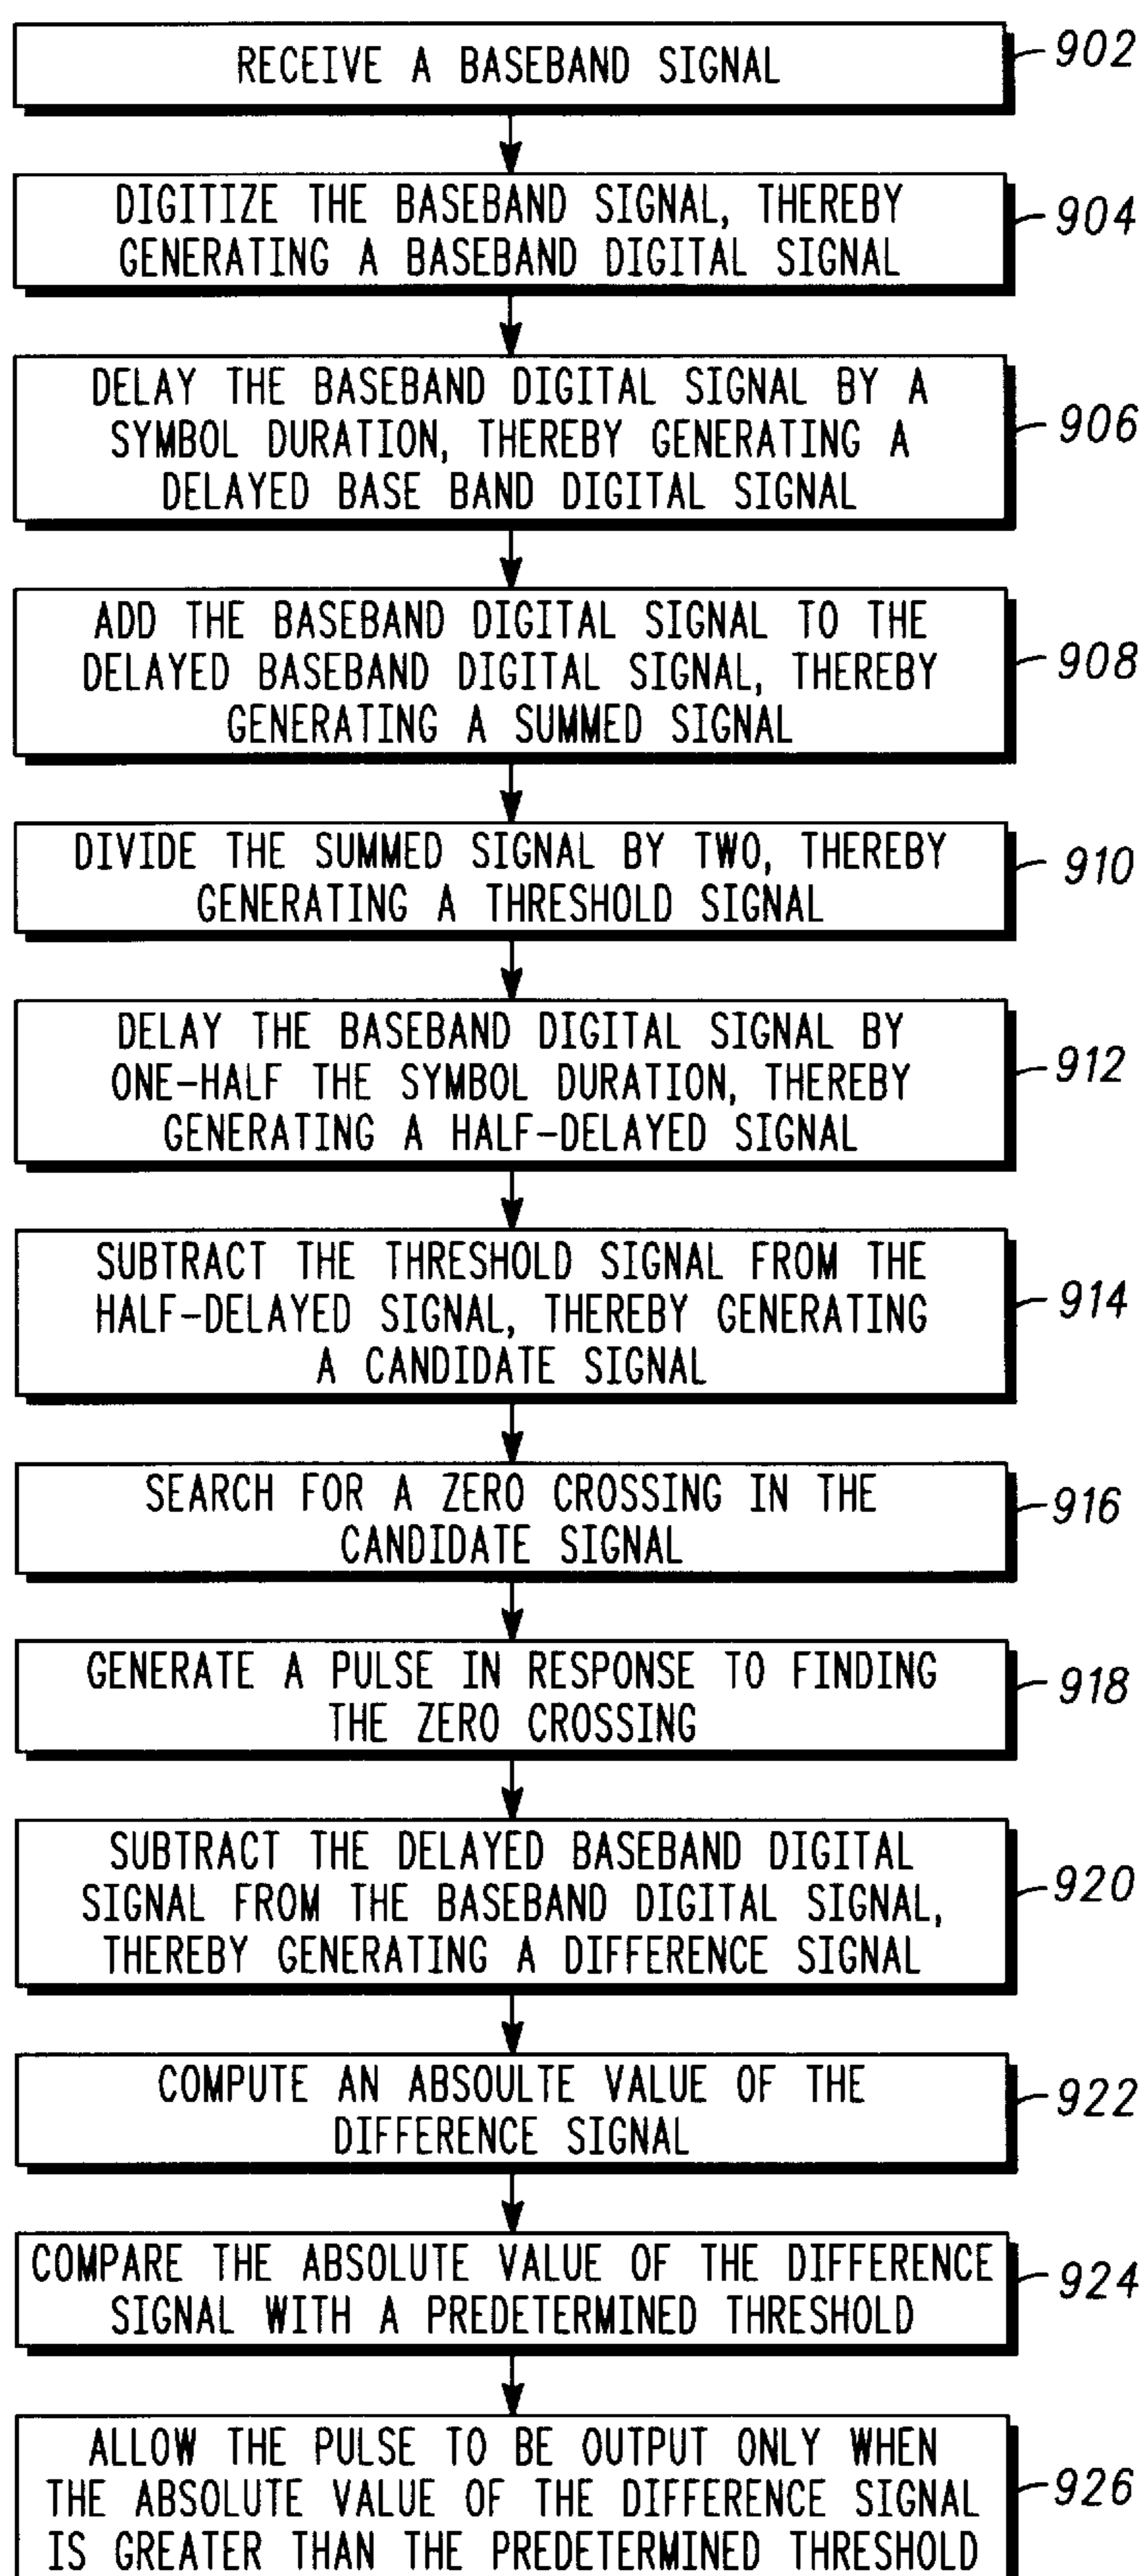 RECEIVE A BASEBAND SIGNAL
902
DIGITIZE THE BASEBAND SIGNAL, THEREBY
GENERATING A BASEBAND DIGITAL SIGNAL
904
DELAY THE BASEBAND DIGITAL SIGNAL BY A
SYMBOL DURATION, THEREBY GENERATING A
DELAYED BASE BAND DIGITAL SIGNAL
906
ADD THE BASEBAND DIGITAL SIGNAL TO THE
DELAYED BASEBAND DIGITAL SIGNAL, THEREBY
GENERATING A SUMMED SIGNAL
908
DIVIDE THE SUMMED SIGNAL BY TWO, THEREBY
GENERATING A THRESHOLD SIGNAL
910
DELAY THE BASEBAND DIGITAL SIGNAL BY
ONE-HALF THE SYMBOL DURATION, THEREBY
GENERATING A HALF-DELAYED SIGNAL
912
SUBTRACT THE THRESHOLD SIGNAL FROM THE
HALF-DELAYED SIGNAL, THEREBY GENERATING
A CANDIDATE SIGNAL
914
SEARCH FOR A ZERO CROSSING IN THE
CANDIDATE SIGNAL
916
GENERATE A PULSE IN RESPONSE TO FINDING
THE ZERO CROSSING
918
SUBTRACT THE DELAYED BASEBAND DIGITAL
SIGNAL FROM THE BASEBAND DIGITAL SIGNAL,
THEREBY GENERATING A DIFFERENCE SIGNAL
920
COMPUTE AN ABSOULTE VALUE OF THE
DIFFERENCE SIGNAL
922
COMPARE THE ABSOLUTE VALUE OF THE DIFFERENCE
SIGNAL WITH A PREDETERMINED THRESHOLD
924
ALLOW THE PULSE TO BE OUTPUT ONLY WHEN
THE ABSOLUTE VALUE OF THE DIFFERENCE SIGNAL
IS GREATER THAN THE PREDETERMINED THRESHOLD
926